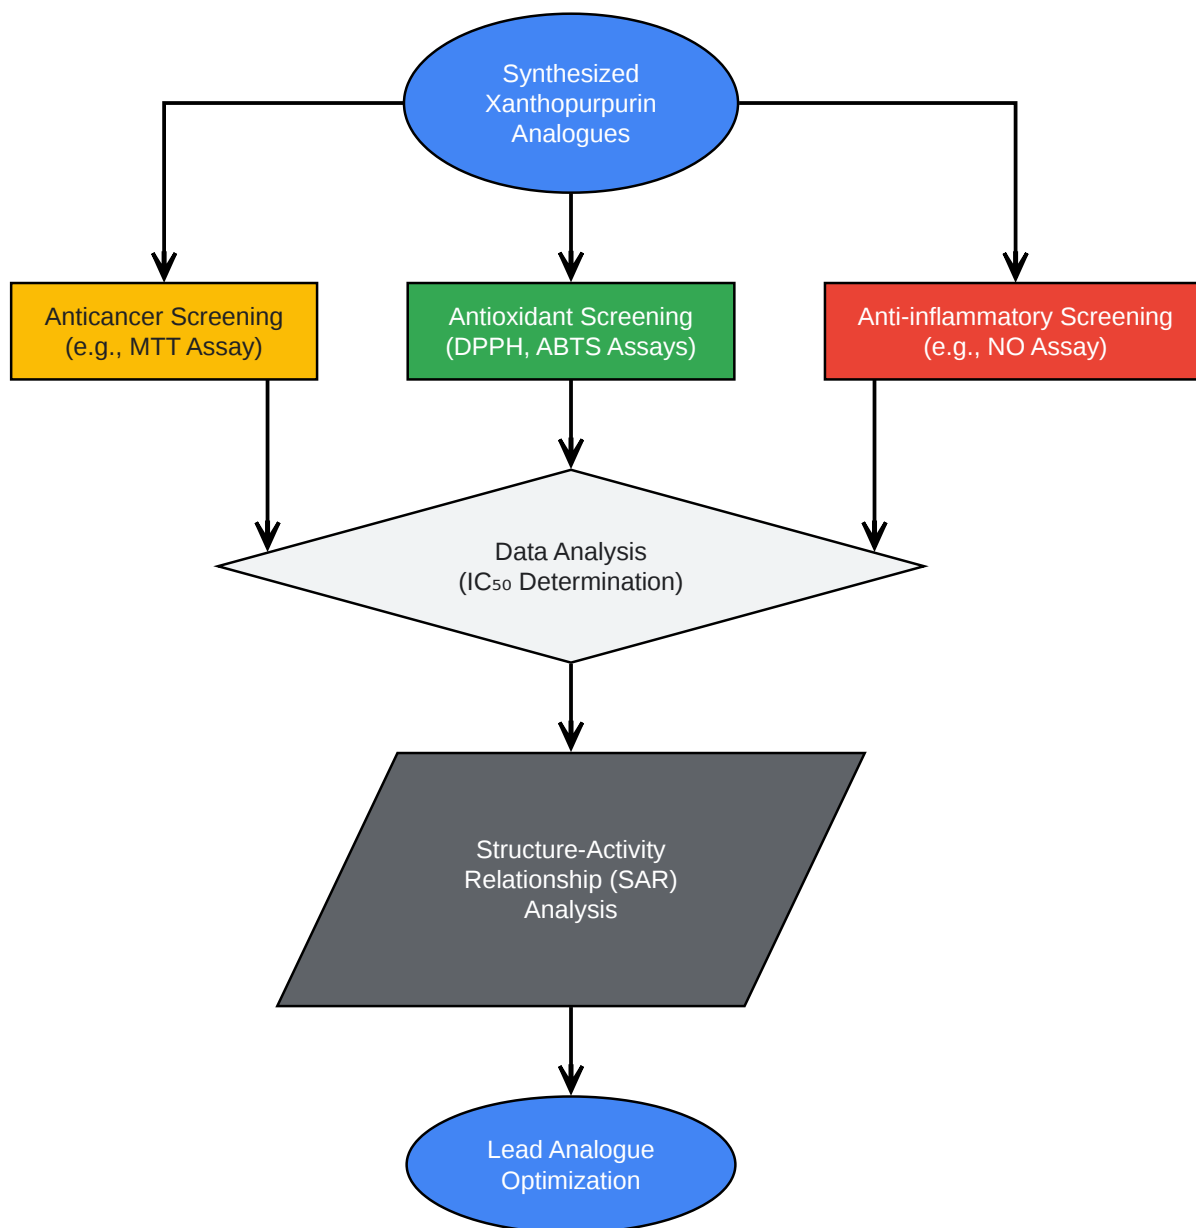 Synthesized
Xanthopurpurin
Analogues
Anticancer Screening
(e.g., MTT Assay)
Antioxidant Screening
(DPPH, ABTS Assays)
Anti-inflammatory Screening
(e.g., NO Assay)
Data Analysis
(IC₅₀ Determination)
Structure-Activity
Relationship (SAR)
Analysis
Lead Analogue
Optimization